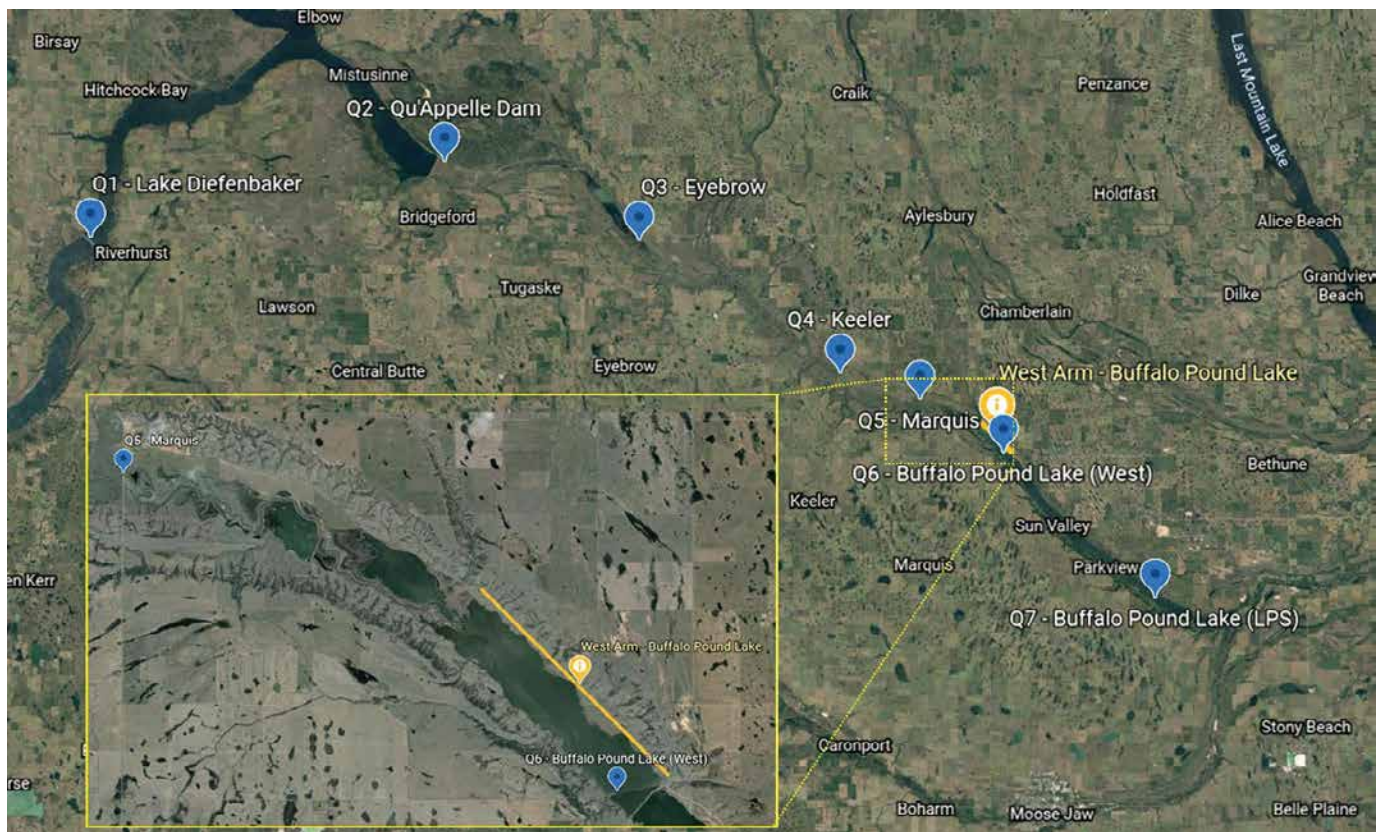 Elbow
Birsay
Mistusinne
Hitchcock Bay
Craik
Penzance
Last Mountain Lake
Q2 - Qu'Appelle Dam
Q1 - Lake Diefenbaker
Q3 - Eyebrow
Holdfast
Bridgeford
Aylesbury
Alice Beach
Riverhurst
Grandview
Beach
Tugaske
Dilke
Lawson
Chamberlain
Q4 - Keeler
Eyebrow
Central Butte
West Arm - Buffalo Pound Lake
Q5 - Marquis
Q5 - Marquis
Bethune
Q6 - Buffalo Pound Lake (West)
Keeler
Sun Valley
Marquis
Parkview
en Kerr
Q7 - Buffalo Pound Lake (LPS)
West Arm - Buffalo Pound Lake
Stony Beach
Caronport
Q6 - Buffalo Pound Lake (West)
rse
Boharm
Moose Jaw
Belle Plaine